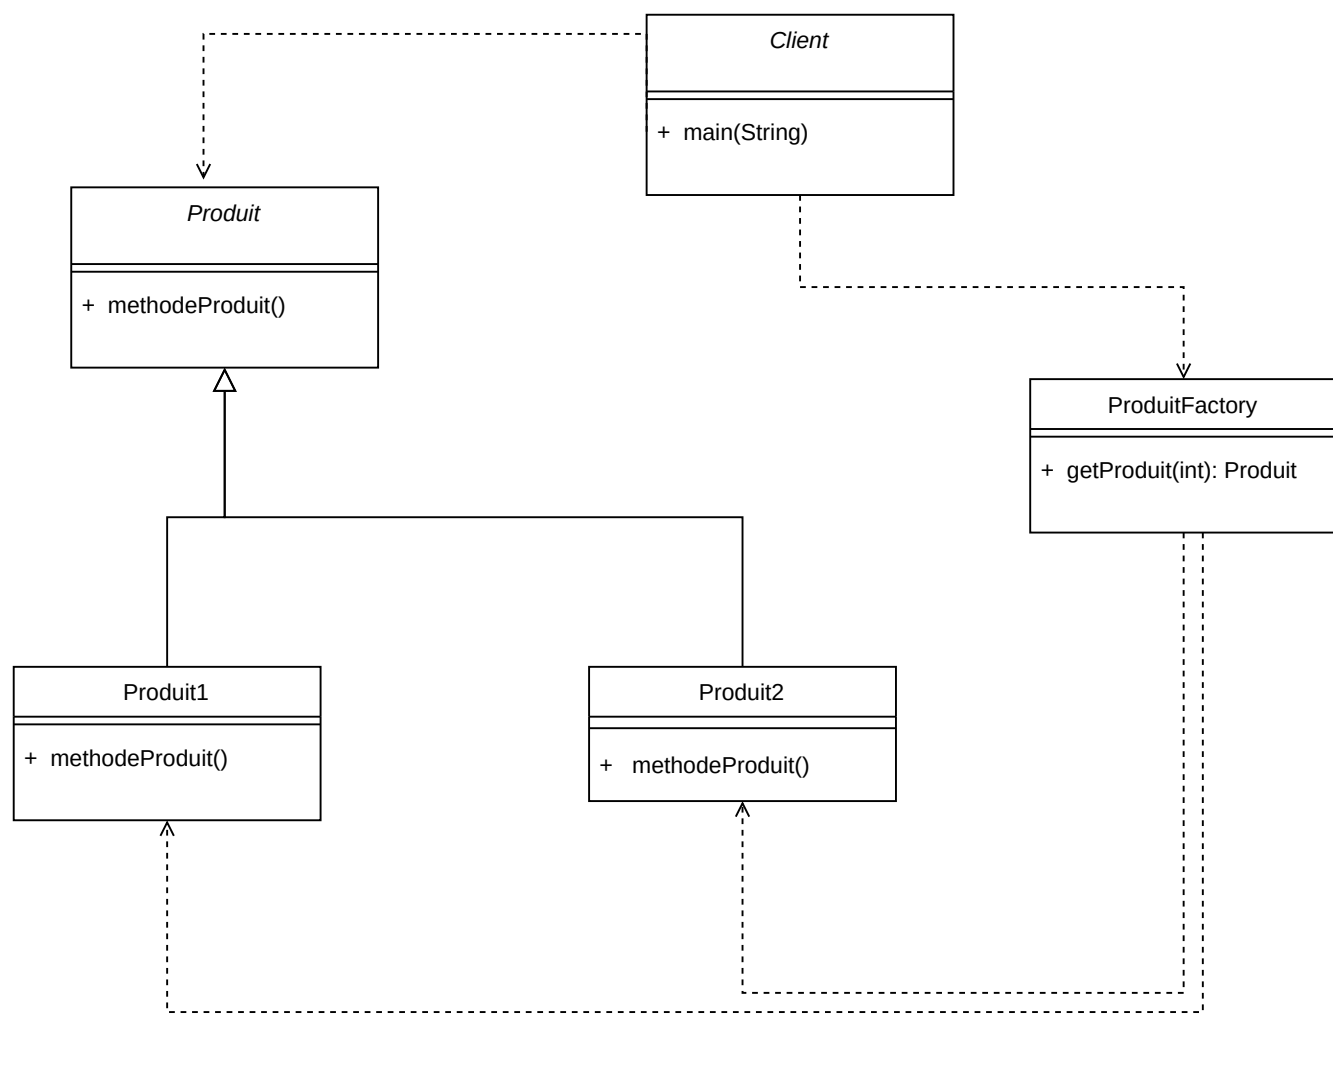 Client
+ main(String)
Produit
+ methodeProduit()
ProduitFactory
+ getProduit(int): Produit
Produit1
+ methodeProduit()
Produit2
+ methodeProduit()